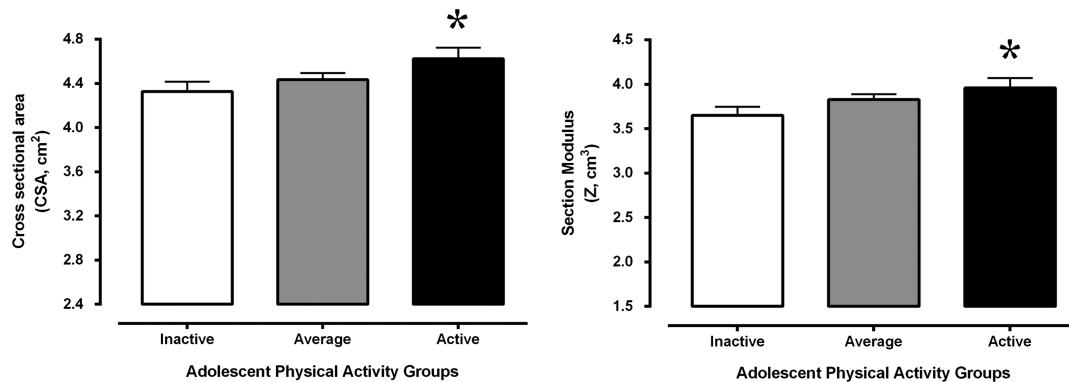 *
4.8
4.4
4.0
3.6
3.2
2.8
2.4
Cross sectional area
(CSA, cm²)
Inactive Average Active
Adolescent Physical Activity Groups
*
4.5
4.0
3.5
3.0
2.5
2.0
1.5
Section Modulus
(Z, cm³)
Inactive Average Active
Adolescent Physical Activity Groups